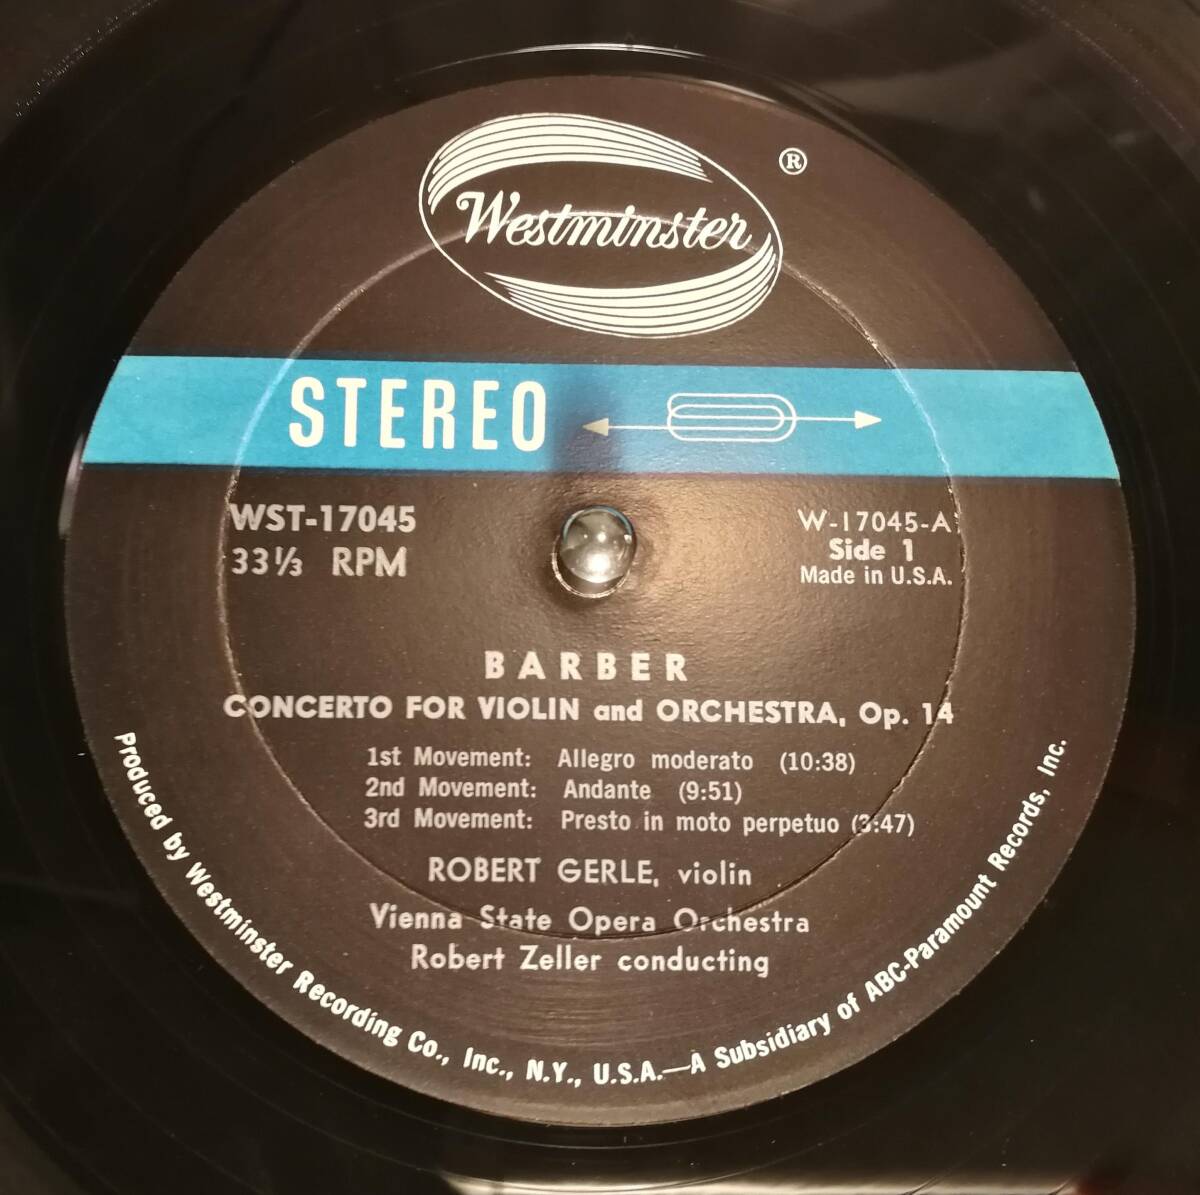 Westminster ®
STEREO
WST-17045
33⅓ RPM
W-17045-A
Side 1
Made in U.S.A.
BARBER
CONCERTO FOR VIOLIN and ORCHESTRA, Op. 14
1st Movement: Allegro moderato (10:38)
2nd Movement: Andante (9:51)
3rd Movement: Presto in moto perpetuo (3:47)
ROBERT GERLE, violin
Vienna State Opera Orchestra
Robert Zeller conducting
Produced by Westminster Recording Co., Inc., N.Y., U.S.A.—A Subsidiary of ABC-Paramount Records, Inc.